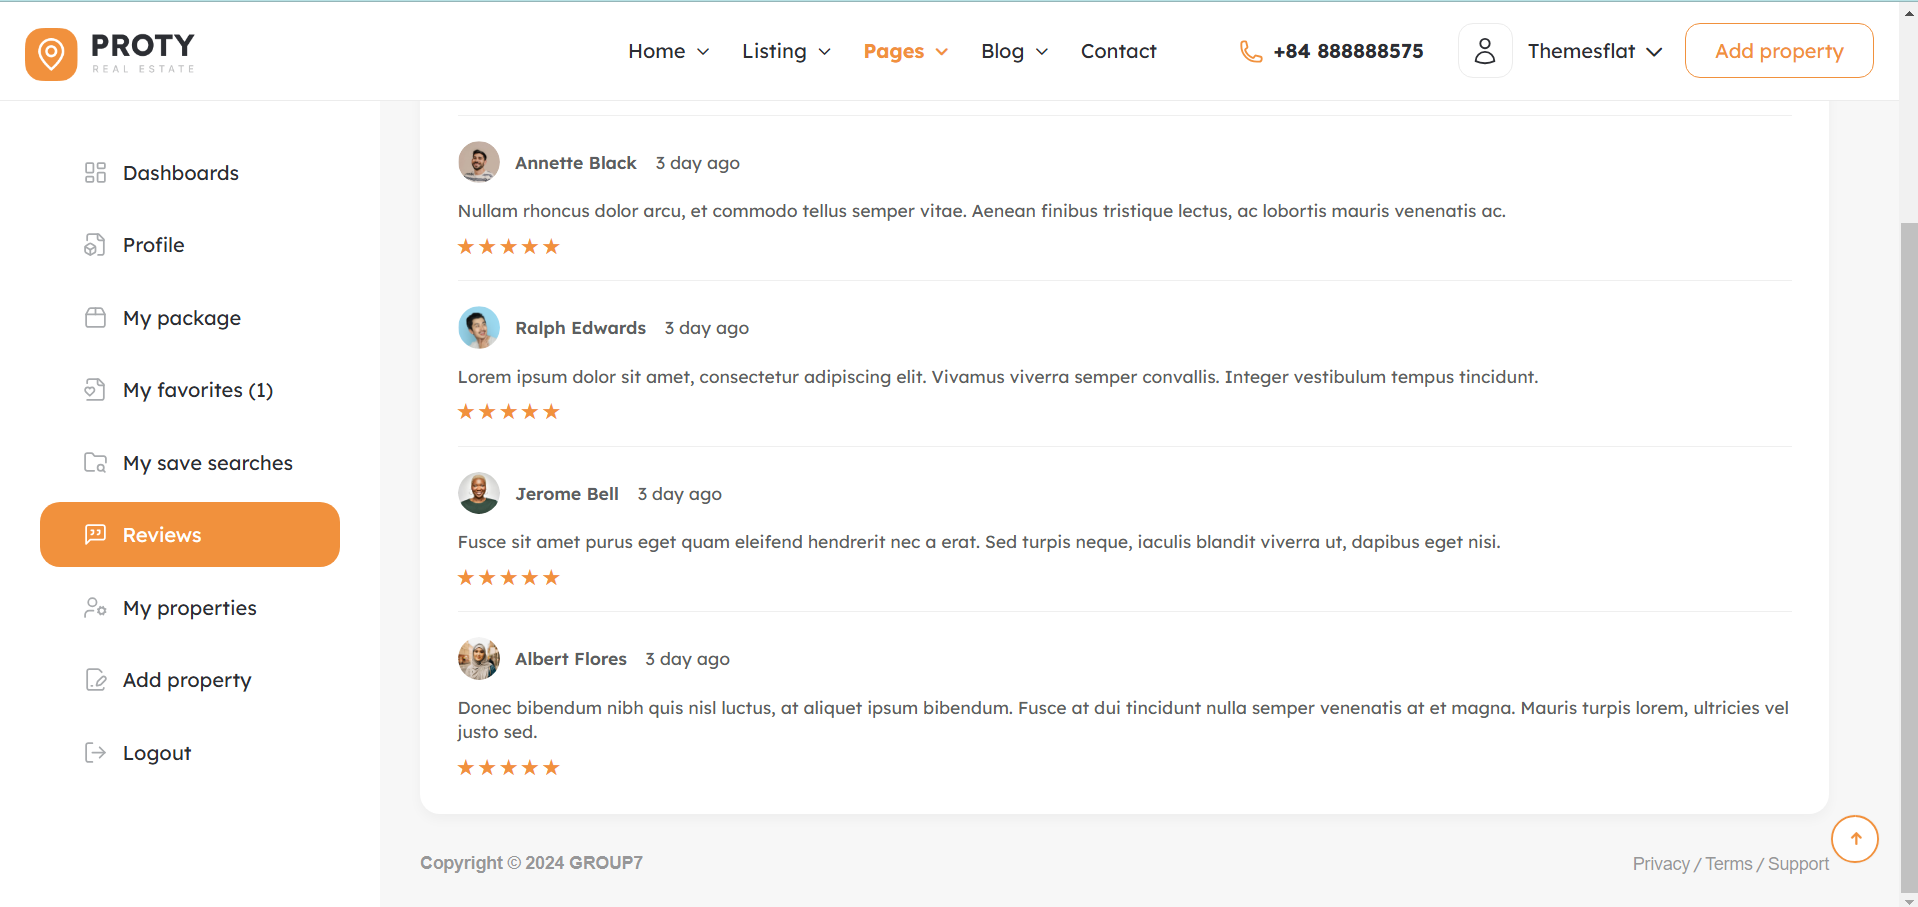 PROTY
REAL ESTATE
Home
Listing
Pages
Blog
Contact
+84 888888575
Themesflat
Add property
Dashboards
Profile
My package
My favorites (1)
My save searches
Reviews
My properties
Add property
Logout
Annette Black 3 day ago
Nullam rhoncus dolor arcu, et commodo tellus semper vitae. Aenean finibus tristique lectus, ac lobortis mauris venenatis ac.
Ralph Edwards 3 day ago
Lorem ipsum dolor sit amet, consectetur adipiscing elit. Vivamus viverra semper convallis. Integer vestibulum tempus tincidunt.
Jerome Bell 3 day ago
Fusce sit amet purus eget quam eleifend hendrerit nec a erat. Sed turpis neque, iaculis blandit viverra ut, dapibus eget nisi.
Albert Flores 3 day ago
Donec bibendum nibh quis nisl luctus, at aliquet ipsum bibendum. Fusce at dui tincidunt nulla semper venenatis at et magna. Mauris turpis lorem, ultricies vel
justo sed.
Copyright © 2024 GROUP7
Privacy / Terms / Support